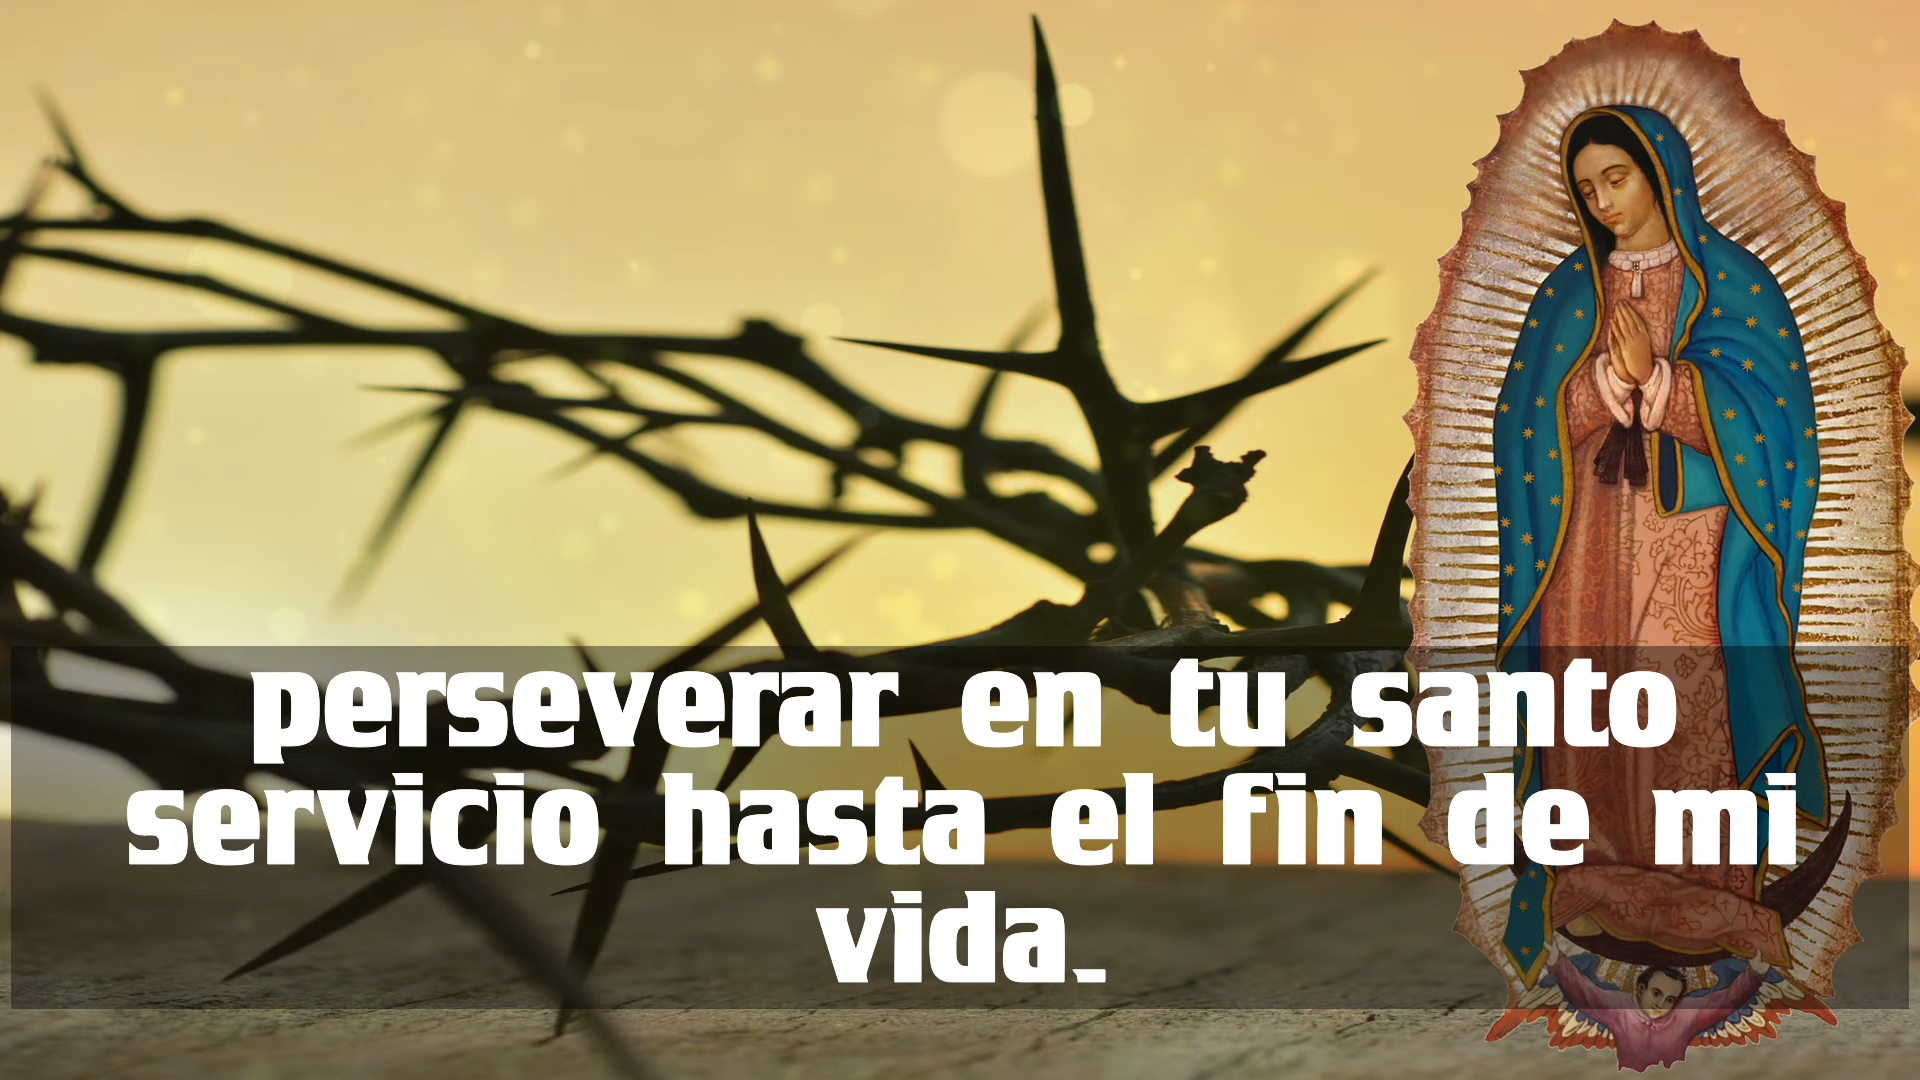 perseverar en tu santo
servicio hasta el fin de mi
vida.